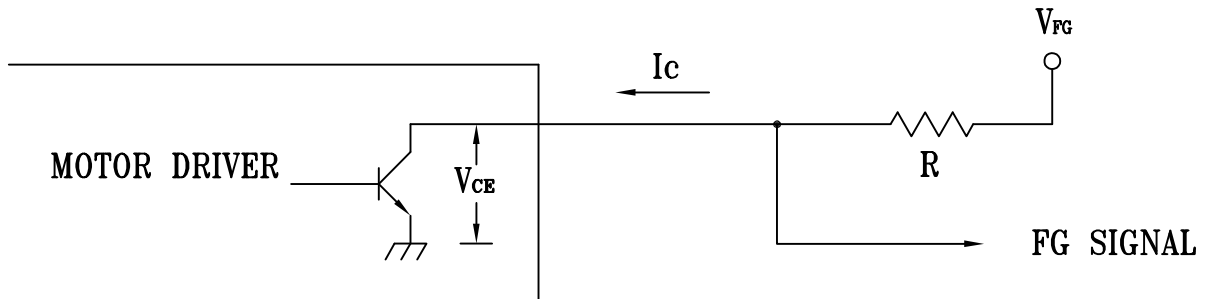 VFG
Ic
MOTOR DRIVER
VCE
R
FG SIGNAL